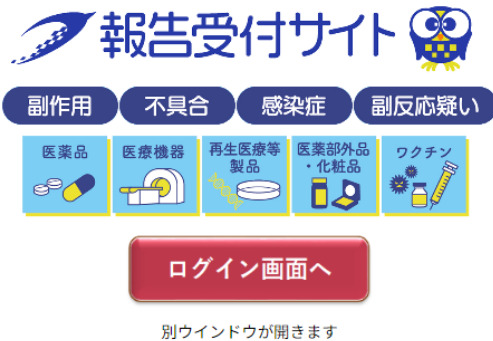 報告受付サイト
副作用 不具合 感染症 副反応疑い
医薬品 医療機器 再生医療等 医薬部外品 ワクチン
製品 ・化粧品
ログイン画面へ
別ウインドウが開きます